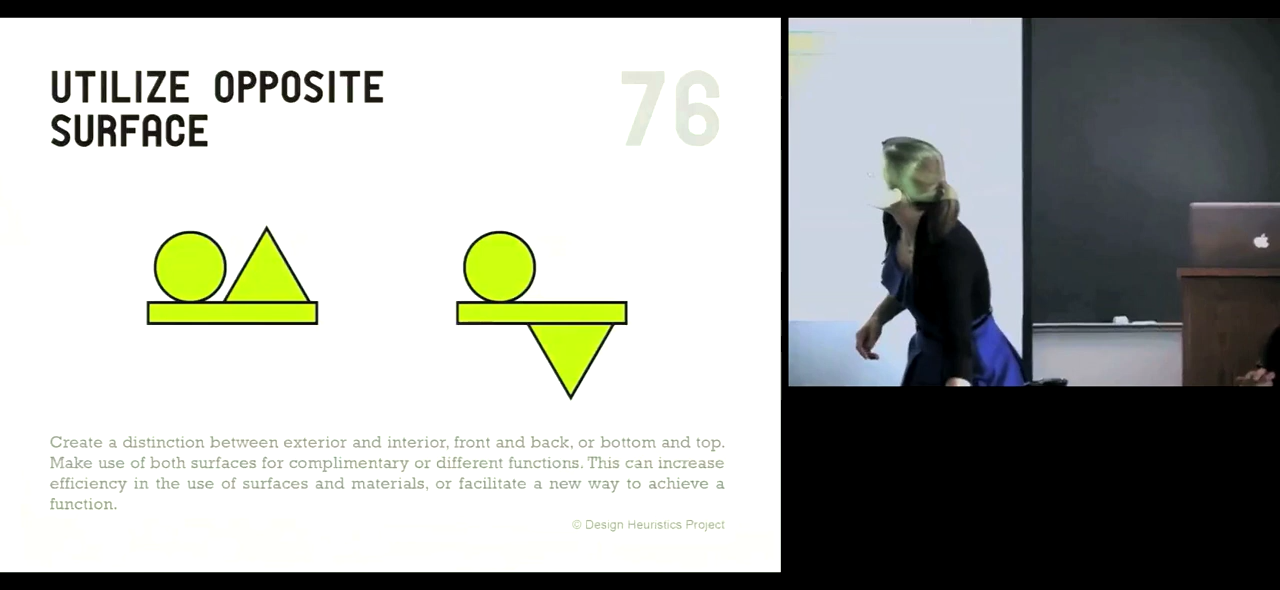 UTILIZE OPPOSITE
SURFACE
76
Create a distinction between exterior and interior, front and back, or bottom and top.
Make use of both surfaces for complimentary or different functions. This can increase
efficiency in the use of surfaces and materials, or facilitate a new way to achieve a
function.
© Design Heuristics Project